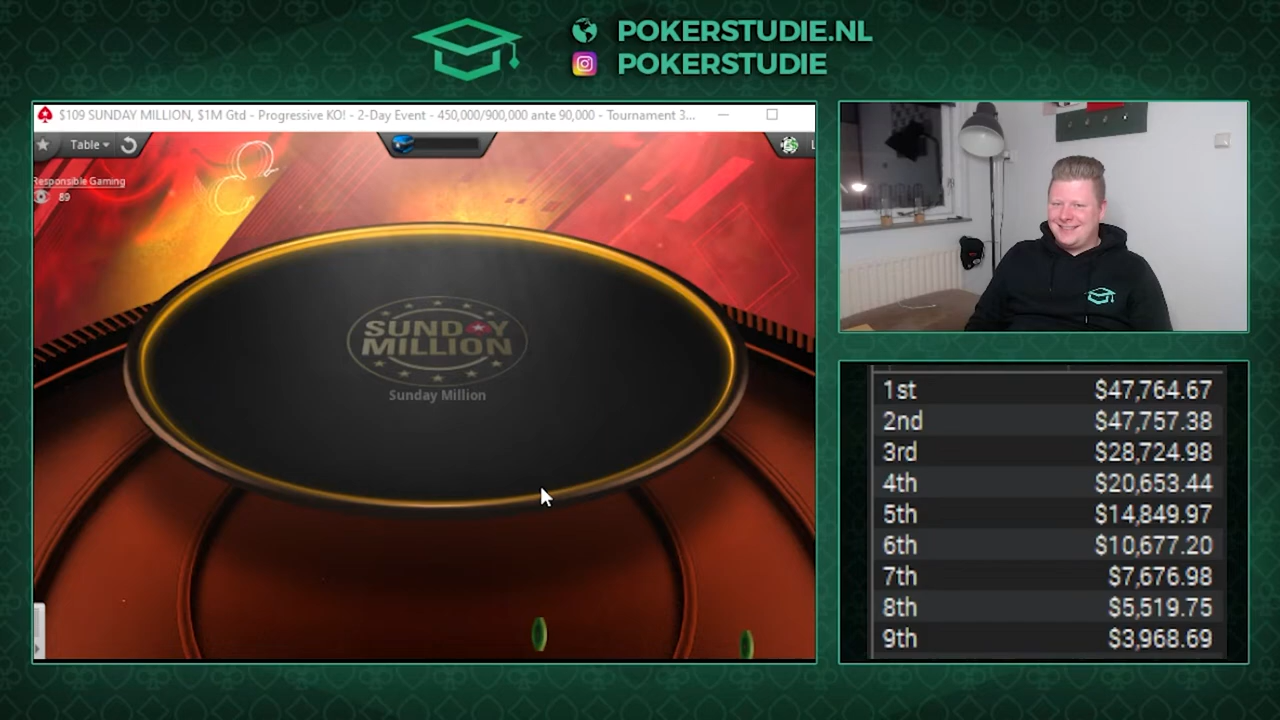 POKERSTUDIE.NL
POKERSTUDIE
$109 SUNDAY MILLION, $1M Gtd - Progressive KO! - 2-Day Event - 450,000/900,000 ante 90,000 - Tournament 3...
Table
L
Responsible Gaming
89
SUNDAY
MILLION
Sunday Million
1st $47,764.67
2nd $47,757.38
3rd $28,724.98
4th $20,653.44
5th $14,849.97
6th $10,677.20
7th $7,676.98
8th $5,519.75
9th $3,968.69